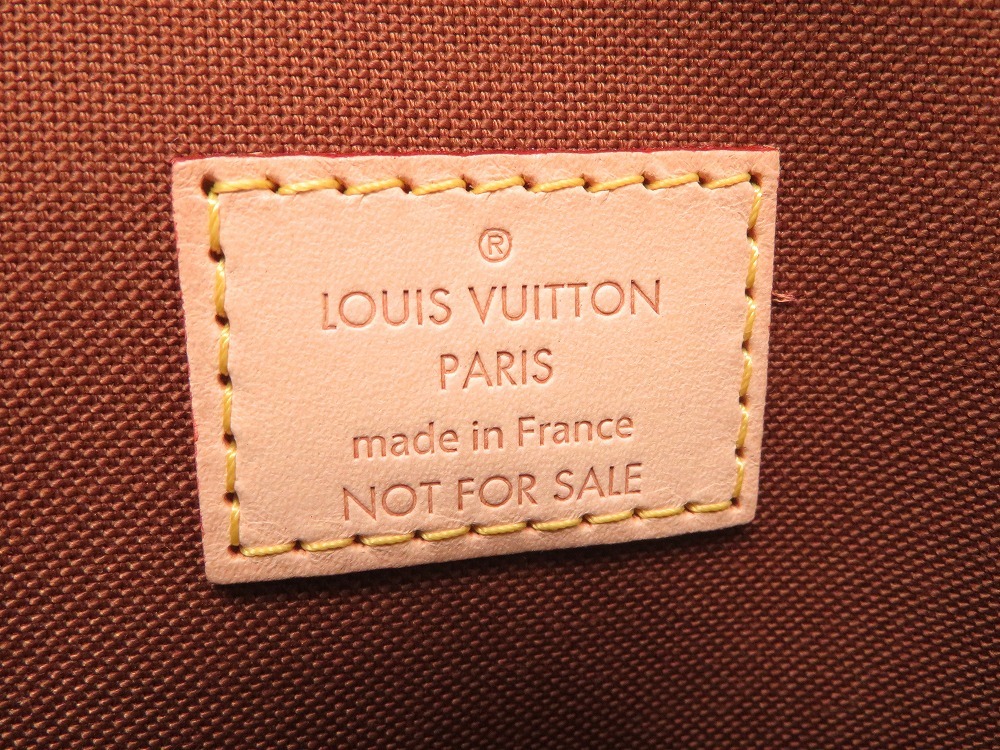 ®
LOUIS VUITTON
PARIS
made in France
NOT FOR SALE